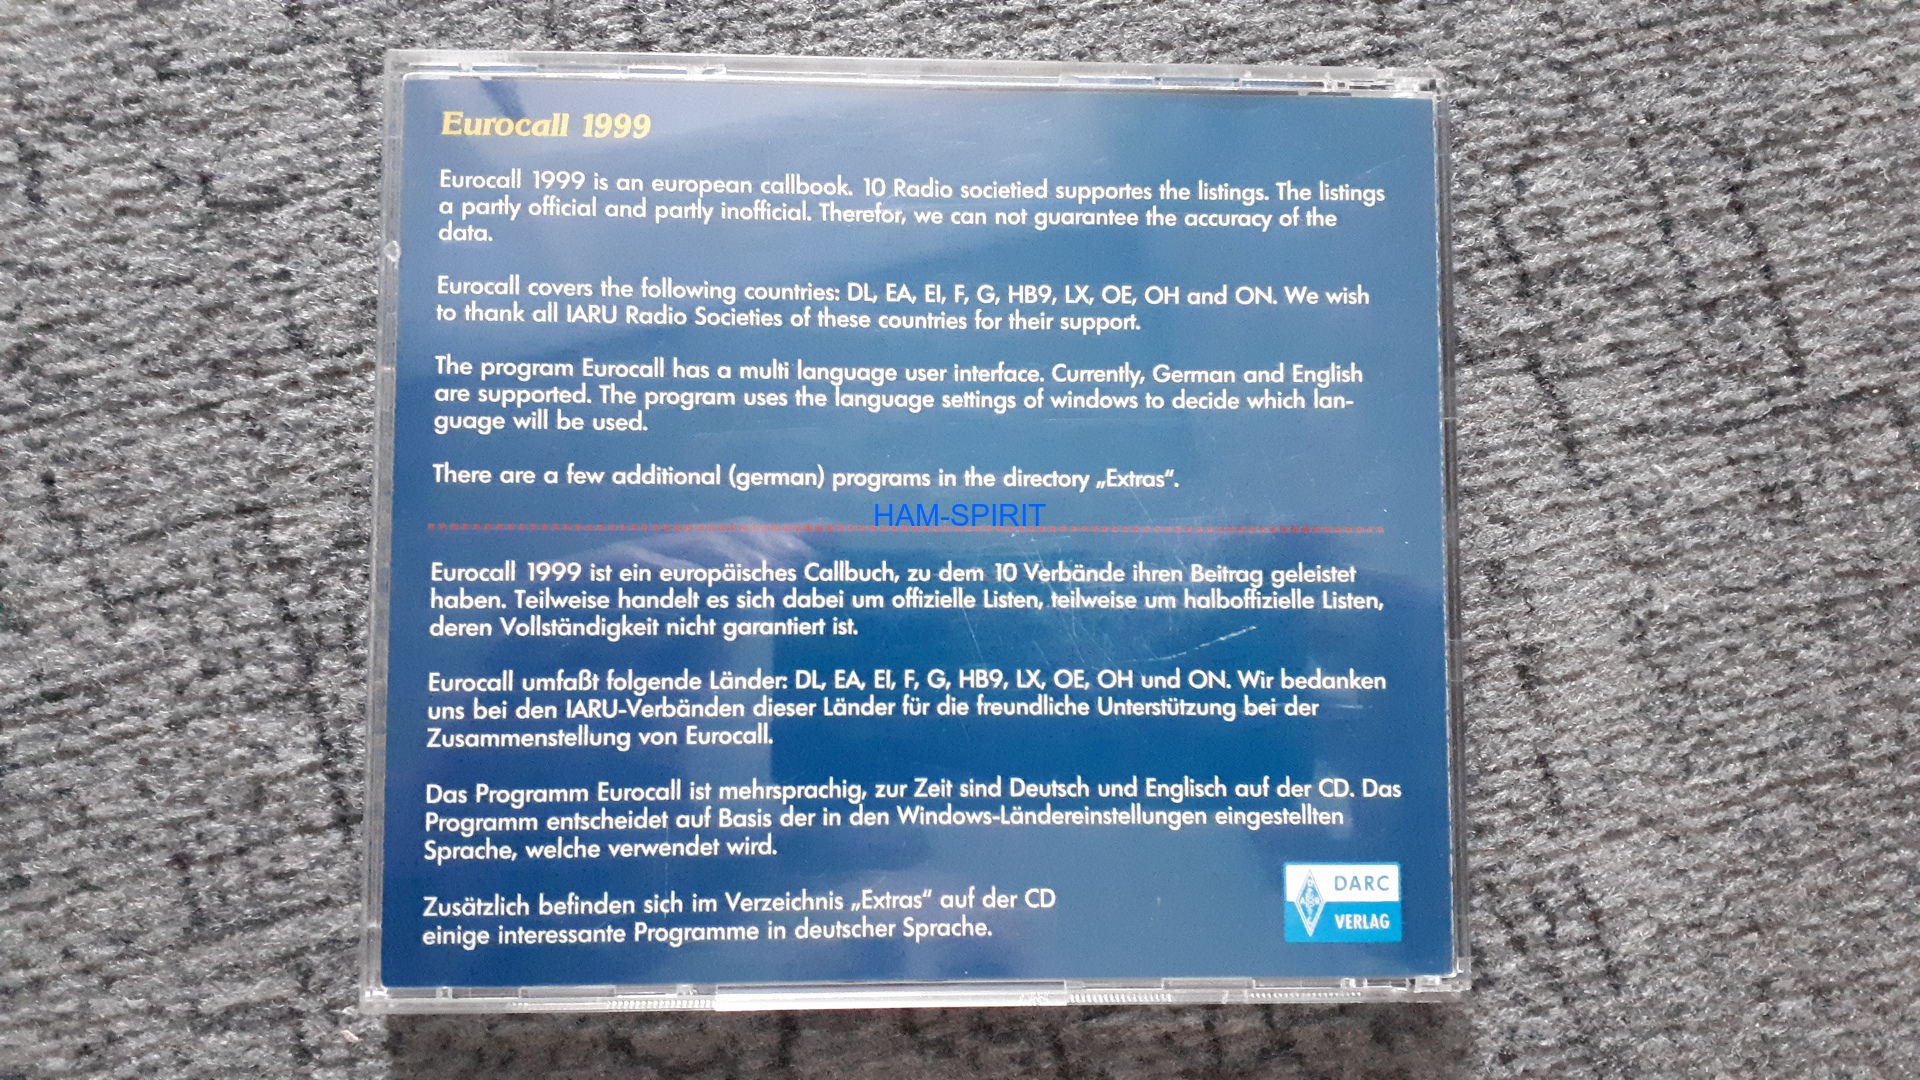 Eurocall 1999
Eurocall 1999 is an european callbook. 10 Radio societied supportes the listings. The listings
a partly official and partly inofficial. Therefor, we can not guarantee the accuracy of the
data.
Eurocall covers the following countries: DL, EA, EI, F, G, HB9, LX, OE, OH and ON. We wish
to thank all IARU Radio Societies of these countries for their support.
The program Eurocall has a multi language user interface. Currently, German and English
are supported. The program uses the language settings of windows to decide which lan-
guage will be used.
There are a few additional (german) programs in the directory „Extras“.
HAM-SPIRIT
Eurocall 1999 ist ein europäisches Callbuch, zu dem 10 Verbände ihren Beitrag geleistet
haben. Teilweise handelt es sich dabei um offizielle Listen, teilweise um halboffizielle Listen,
deren Vollständigkeit nicht garantiert ist.
Eurocall umfaßt folgende Länder: DL, EA, EI, F, G, HB9, LX, OE, OH und ON. Wir bedanken
uns bei den IARU-Verbänden dieser Länder für die freundliche Unterstützung bei der
Zusammenstellung von Eurocall.
Das Programm Eurocall ist mehrsprachig, zur Zeit sind Deutsch und Englisch auf der CD. Das
Programm entscheidet auf Basis der in den Windows-Ländereinstellungen eingestellten
Sprache, welche verwendet wird.
Zusätzlich befinden sich im Verzeichnis „Extras“ auf der CD
einige interessante Programme in deutscher Sprache.
DARC
VERLAG